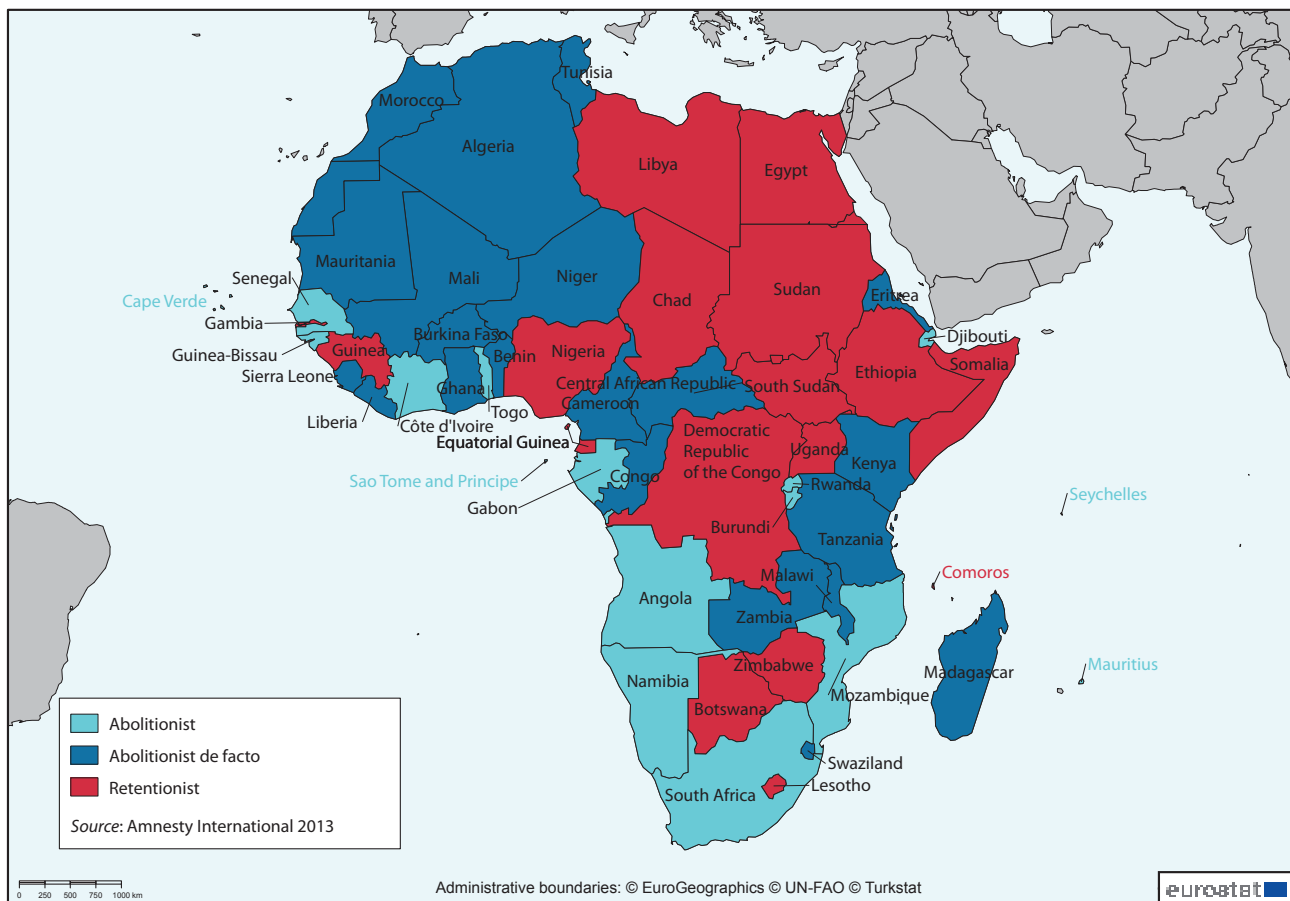 Tunisia
Morocco
Algeria
Libya
Egypt
Mauritania
Mali
Niger
Chad
Sudan
Eritrea
Senegal
Cape Verde
Gambia
Guinea-Bissau
Guinea
Sierra Leone
Liberia
Côte d'Ivoire
Burkina Faso
Ghana
Togo
Benin
Nigeria
Djibouti
Ethiopia
Somalia
Central African Republic
South Sudan
Cameroon
Equatorial Guinea
Sao Tome and Principe
Gabon
Congo
Democratic
Republic
of the Congo
Uganda
Kenya
Rwanda
Burundi
Tanzania
Seychelles
Comoros
Malawi
Angola
Zambia
Zimbabwe
Mozambique
Madagascar
Mauritius
Namibia
Botswana
Swaziland
Lesotho
South Africa
Abolitionist
Abolitionist de facto
Retentionist
Source: Amnesty International 2013
0 250 500 750 1000 km
Administrative boundaries: © EuroGeographics © UN-FAO © Turkstat
eurostat